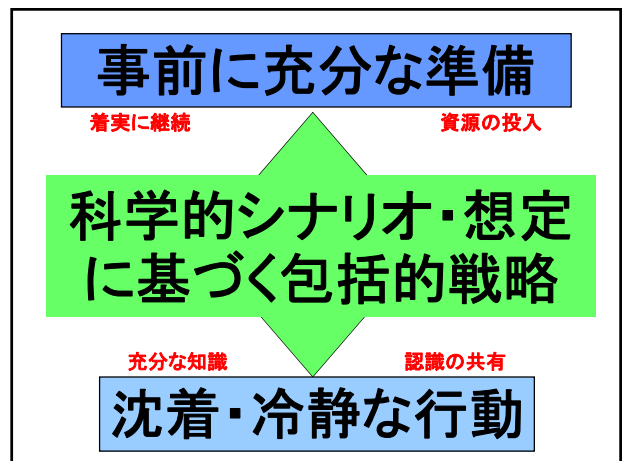 事前に充分な準備
着実に継続
資源の投入
科学的シナリオ・想定
に基づく包括的戦略
充分な知識
認識の共有
沈着・冷静な行動